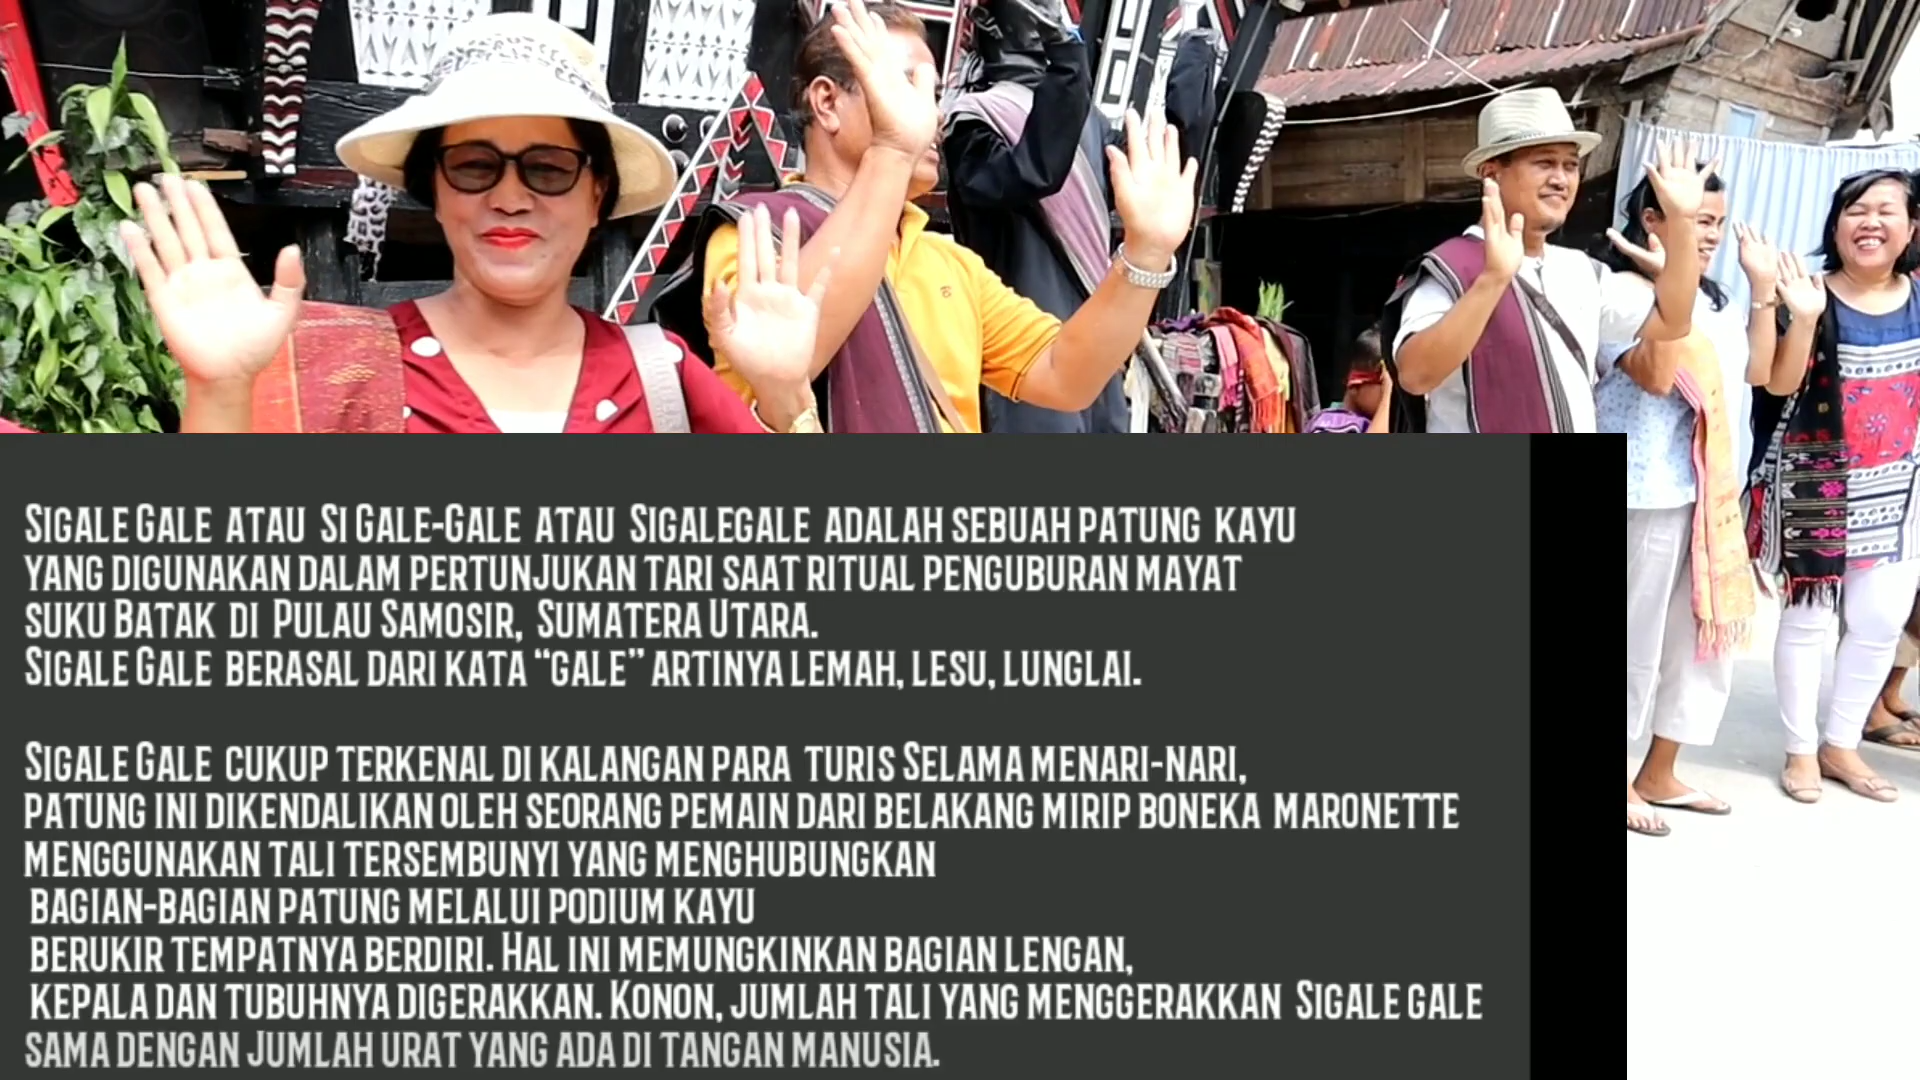 Sigale Gale atau Si Gale-Gale atau Sigalegale adalah sebuah patung kayu
yang digunakan dalam pertunjukan tari saat ritual penguburan mayat
suku Batak di Pulau Samosir, Sumatera Utara.
Sigale Gale berasal dari kata “gale” artinya lemah, lesu, lunglai.
Sigale Gale cukup terkenal di kalangan para turis Selama menari-nari,
patung ini dikendalikan oleh seorang pemain dari belakang mirip boneka maronette
menggunakan tali tersembunyi yang menghubungkan
bagian-bagian patung melalui podium kayu
berukir tempatnya berdiri. Hal ini memungkinkan bagian lengan,
kepala dan tubuhnya digerakkan. Konon, jumlah tali yang menggerakkan Sigale gale
sama dengan jumlah urat yang ada di tangan manusia.